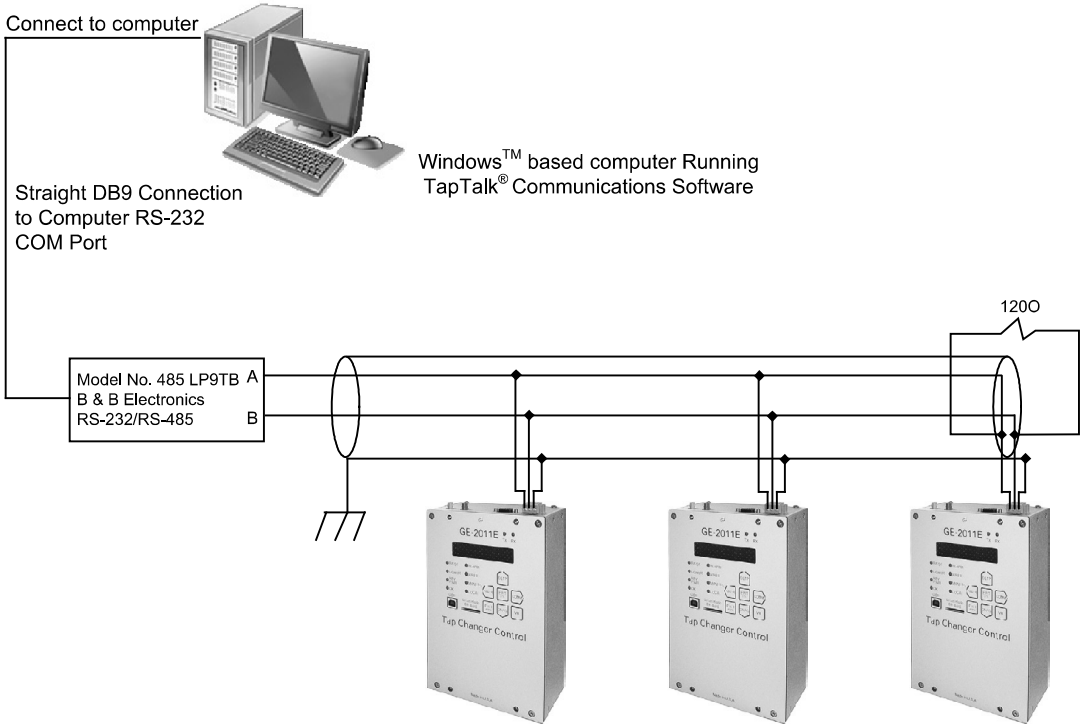 Connect to computer
Windows™ based computer Running
TapTalk® Communications Software
Straight DB9 Connection
to Computer RS-232
COM Port
120O
Model No. 485 LP9TB A
B & B Electronics
RS-232/RS-485 B
GE-2011E
Tap Changer Control
GE-2011E
Tap Changer Control
GE-2011E
Tap Changer Control